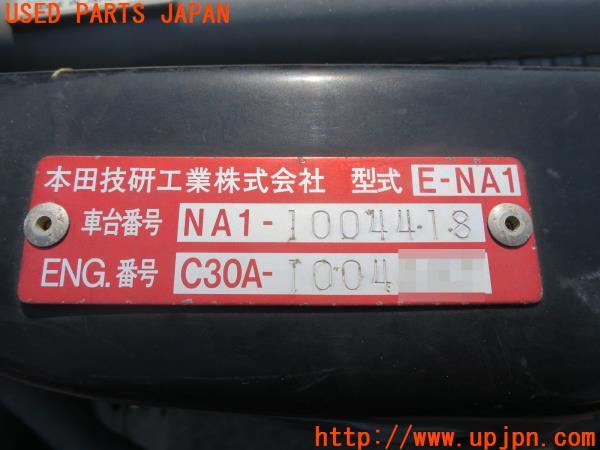 USED PARTS JAPAN
本田技研工業株式会社 型式 E-NA1
車台番号 NA1-1004418
ENG.番号 C30A-1004
http://www.upjpn.com/